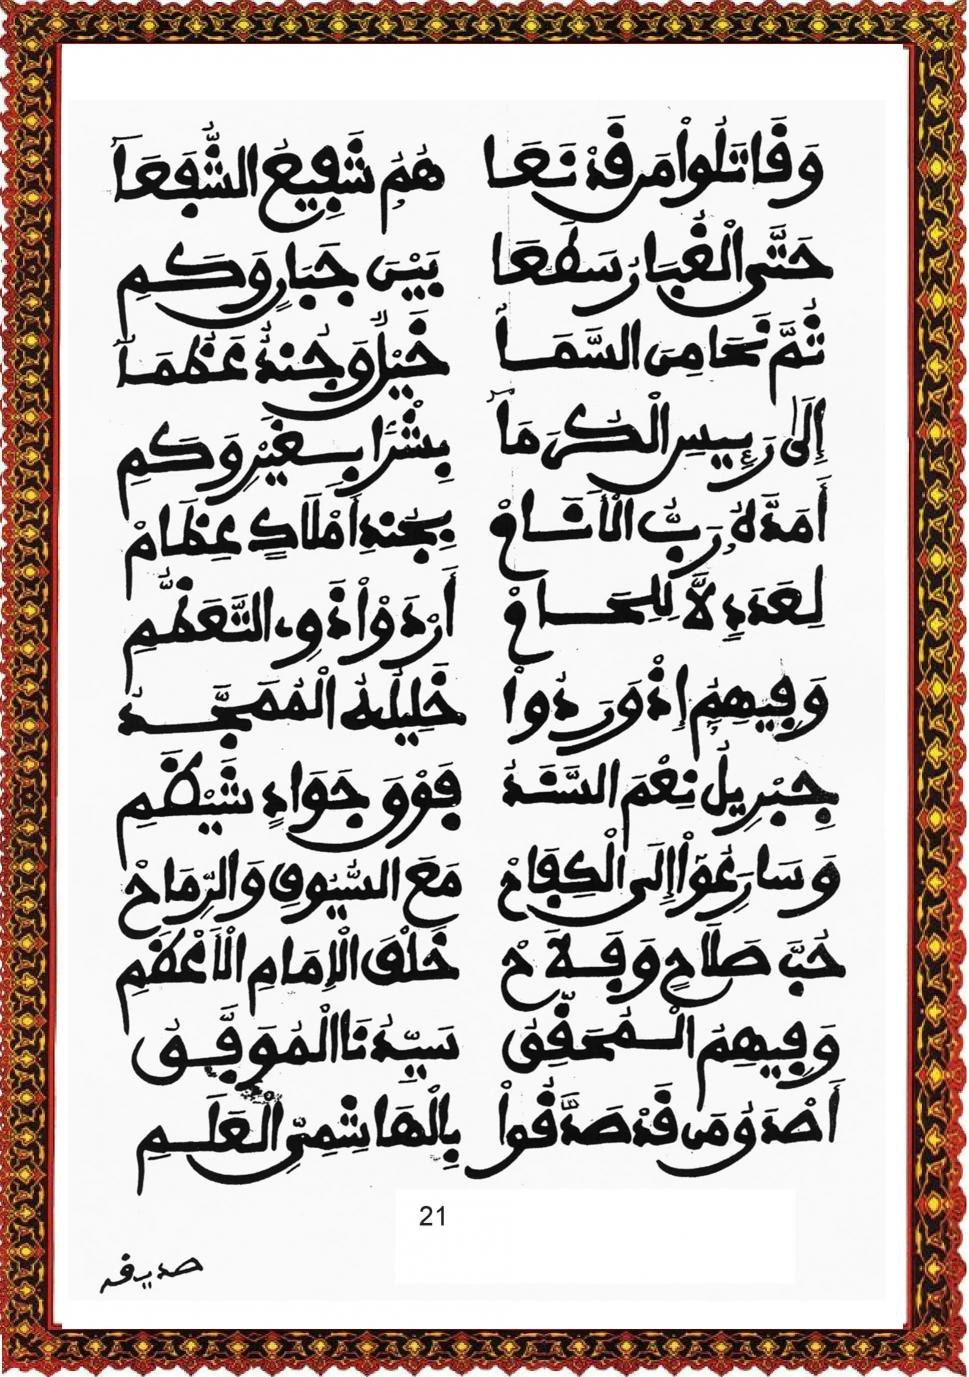 وَقَاتَلُوا مَن قَدْ نَعَا هُمُ شَفِيعُ الشُّفَعَا
حَتَّى الْغُبَارُ سَطَعَا بَيْنَ جَبَارٍ وَكَمِ
ثُمَّ نَحَا مِنَ السَّمَا خَيْلٌ وَجُندٌ عُظَمَا
إِلَى رَئِيسِ الْكُرَمَا بُشْرًا بِغَيْرِ وَكَمِ
أَمَدَّهُ رَبُّ الْأَنَامْ بِجُندِ أَمْلَاكٍ عِظَامْ
لِعَدَدٍ لَا لِلِحَامْ أَرْدَوْا ذَوِي التَّعَظُّمِ
وَفِيهِمُ إِذْ وَرَدُوا خَلِيلُهُ الْمُمَجَّدُ
جِبْرِيلُ نِعْمَ السَّنَدُ فَوْقَ جَوَادٍ شَيْظَمِ
وَسَارَعُوا إِلَى الْكِفَاحْ مَعَ السُّيُوفِ وَالرِّمَاحْ
حُبَّ صَلَاحٍ وَفَلَاحْ خَلْفَ الْإِمَامِ الْأَعْظَمِ
وَفِيهِمُ الْمُحَقِّقُ سَيِّدُنَا الْمُوَفَّقُ
أَصْدَقُ مَن قَدْ صَدَّقُوا بِالْهَاشِمِيِّ الْعَلَمِ
21